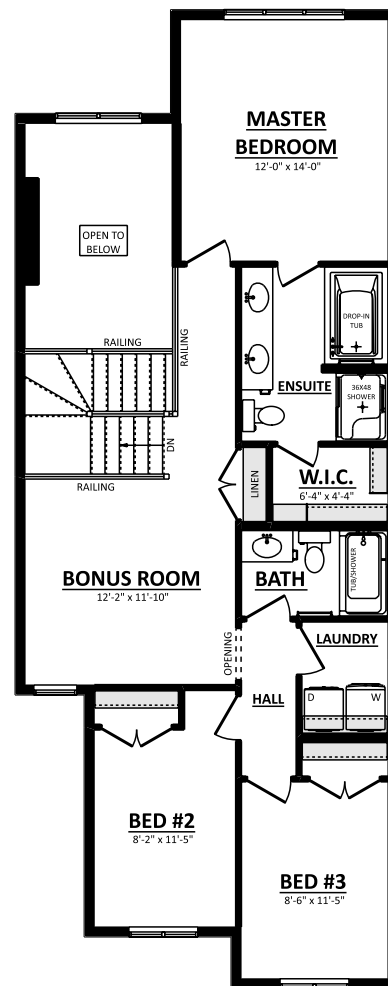 MASTER
BEDROOM
12'-0" x 14'-0"
OPEN TO
BELOW
RAILING
RAILING
DROP-IN
TUB
ENSUITE
36X48
SHOWER
DN
RAILING
LINEN
W.I.C.
6'-4" x 4'-4"
BONUS ROOM
12'-2" x 11'-10"
BATH
TUB/SHOWER
OPENING
LAUNDRY
D
W
HALL
BED #2
8'-2" x 11'-5"
BED #3
8'-6" x 11'-5"